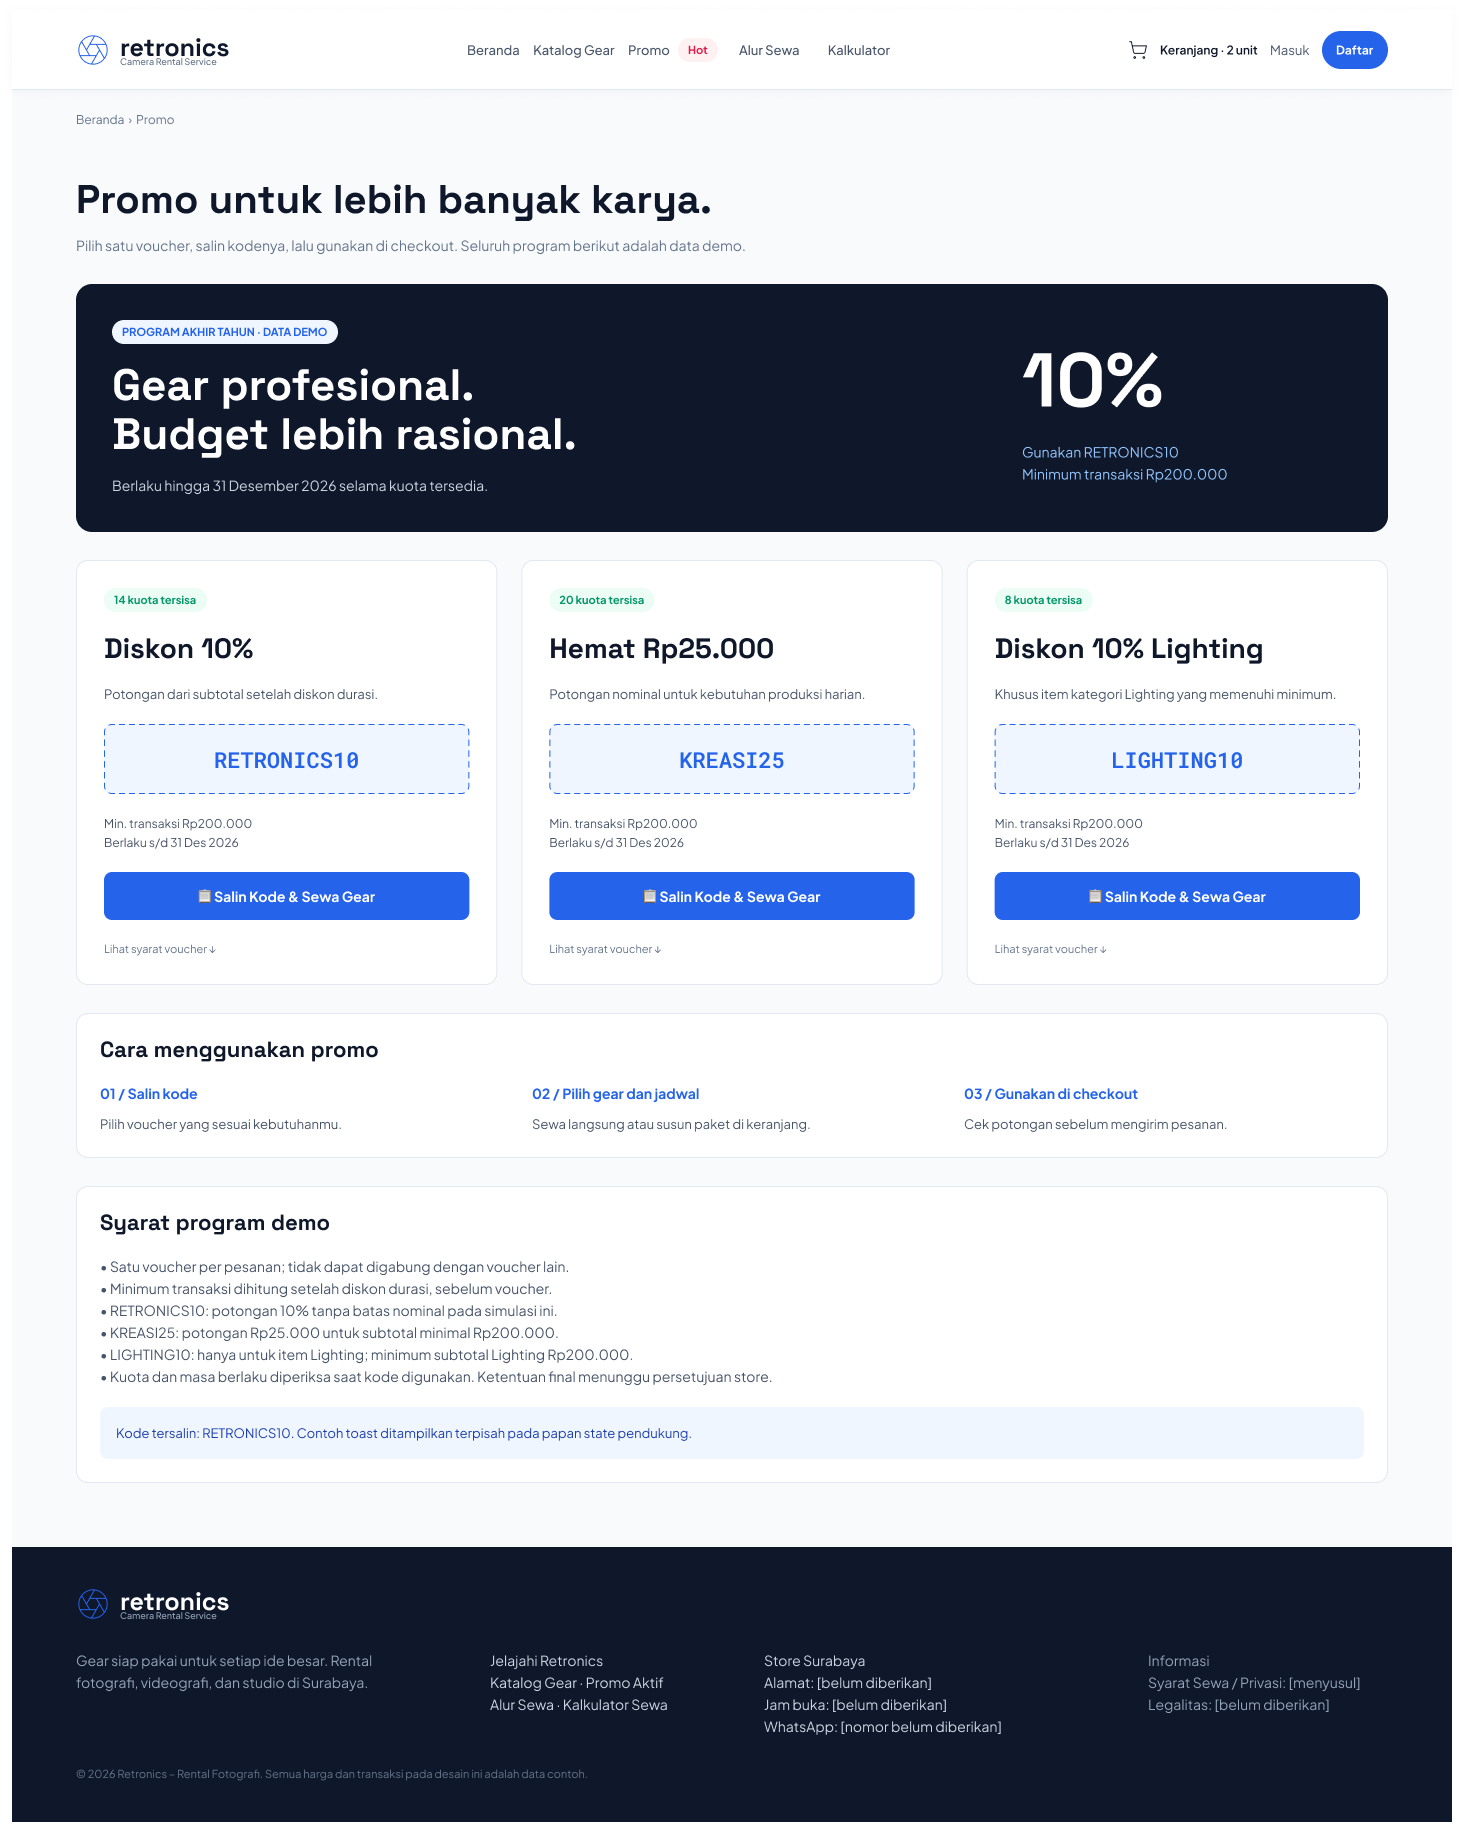 retronics
Camera Rental Service
Beranda Katalog Gear Promo Hot Alur Sewa Kalkulator
Keranjang · 2 unit Masuk Daftar
Beranda › Promo
Promo untuk lebih banyak karya.
Pilih satu voucher, salin kodenya, lalu gunakan di checkout. Seluruh program berikut adalah data demo.
PROGRAM AKHIR TAHUN · DATA DEMO
Gear profesional.
Budget lebih rasional.
Berlaku hingga 31 Desember 2026 selama kuota tersedia.
10%
Gunakan RETRONICS10
Minimum transaksi Rp200.000
14 kuota tersisa
Diskon 10%
Potongan dari subtotal setelah diskon durasi.
RETRONICS10
Min. transaksi Rp200.000
Berlaku s/d 31 Des 2026
Salin Kode & Sewa Gear
Lihat syarat voucher ↓
20 kuota tersisa
Hemat Rp25.000
Potongan nominal untuk kebutuhan produksi harian.
KREASI25
Min. transaksi Rp200.000
Berlaku s/d 31 Des 2026
Salin Kode & Sewa Gear
Lihat syarat voucher ↓
8 kuota tersisa
Diskon 10% Lighting
Khusus item kategori Lighting yang memenuhi minimum.
LIGHTING10
Min. transaksi Rp200.000
Berlaku s/d 31 Des 2026
Salin Kode & Sewa Gear
Lihat syarat voucher ↓
Cara menggunakan promo
01 / Salin kode
Pilih voucher yang sesuai kebutuhanmu.
02 / Pilih gear dan jadwal
Sewa langsung atau susun paket di keranjang.
03 / Gunakan di checkout
Cek potongan sebelum mengirim pesanan.
Syarat program demo
• Satu voucher per pesanan; tidak dapat digabung dengan voucher lain.
• Minimum transaksi dihitung setelah diskon durasi, sebelum voucher.
• RETRONICS10: potongan 10% tanpa batas nominal pada simulasi ini.
• KREASI25: potongan Rp25.000 untuk subtotal minimal Rp200.000.
• LIGHTING10: hanya untuk item Lighting; minimum subtotal Lighting Rp200.000.
• Kuota dan masa berlaku diperiksa saat kode digunakan. Ketentuan final menunggu persetujuan store.
Kode tersalin: RETRONICS10. Contoh toast ditampilkan terpisah pada papan state pendukung.
retronics
Camera Rental Service
Gear siap pakai untuk setiap ide besar. Rental
fotografi, videografi, dan studio di Surabaya.
Jelajahi Retronics
Katalog Gear · Promo Aktif
Alur Sewa · Kalkulator Sewa
Store Surabaya
Alamat: [belum diberikan]
Jam buka: [belum diberikan]
WhatsApp: [nomor belum diberikan]
Informasi
Syarat Sewa / Privasi: [menyusul]
Legalitas: [belum diberikan]
© 2026 Retronics – Rental Fotografi. Semua harga dan transaksi pada desain ini adalah data contoh.